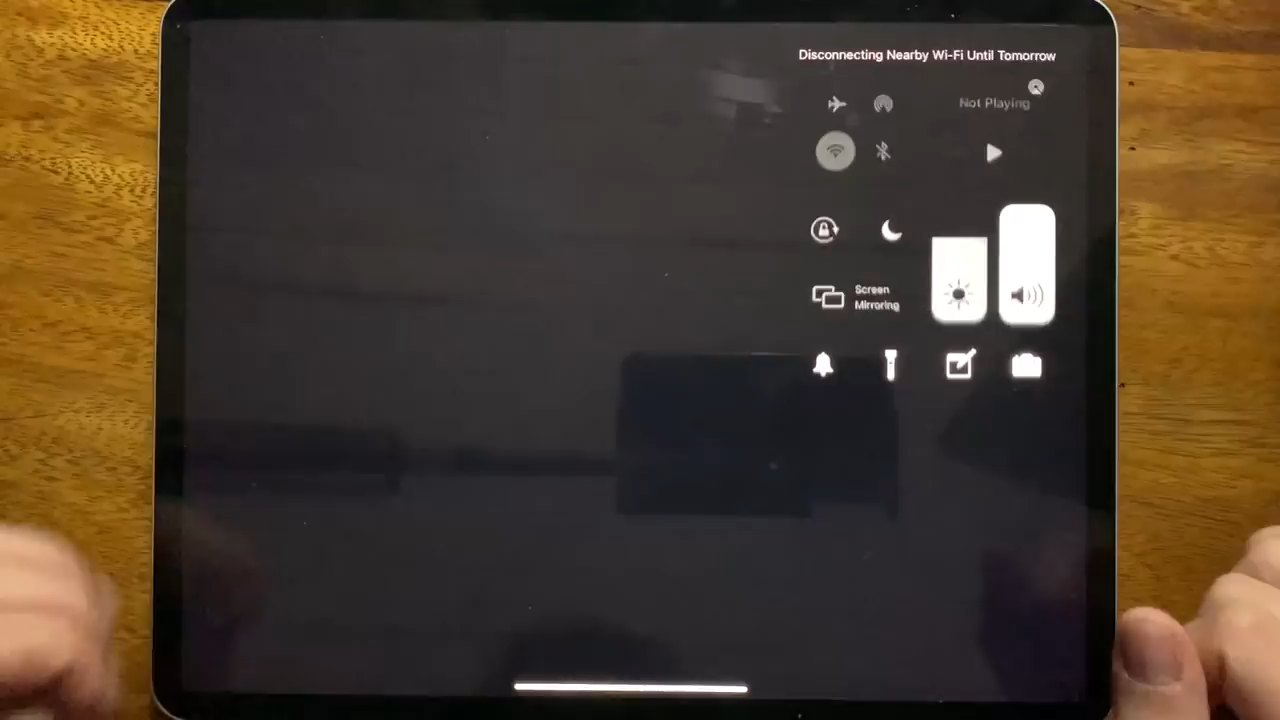 Disconnecting Nearby Wi-Fi Until Tomorrow
Not Playing
Screen
Mirroring